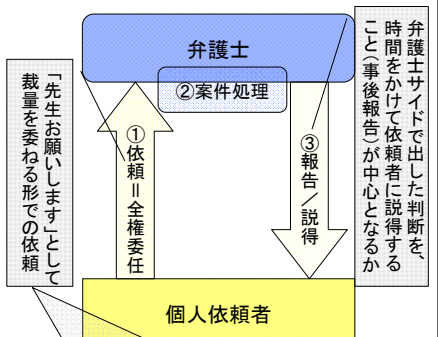 弁護士
②案件処理
①依頼＝全権委任
③報告／説得
個人依頼者
弁護士サイドで出した判断を、
時間をかけて依頼者に説得する
こと（事後報告）が中心となるか
「先生お願いします」として
裁量を委ねる形での依頼